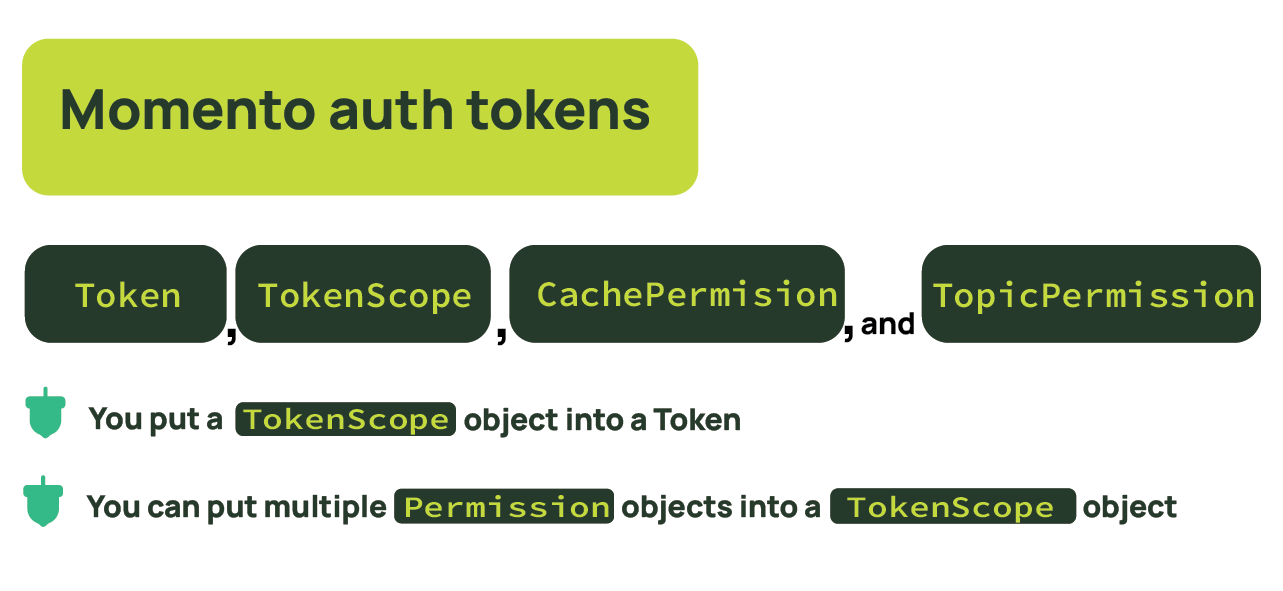 Momento auth tokens
Token, TokenScope, CachePermision, and TopicPermission
You put a TokenScope object into a Token
You can put multiple Permission objects into a TokenScope object